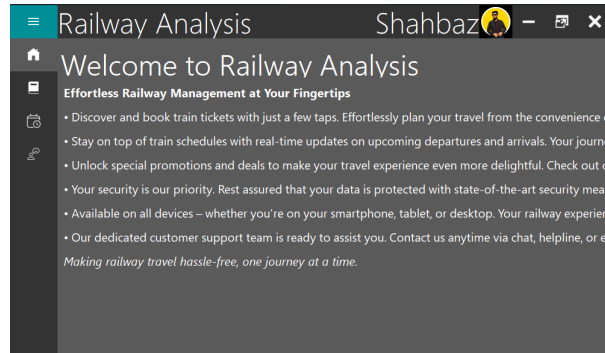 Railway Analysis Shahbaz
Welcome to Railway Analysis
Effortless Railway Management at Your Fingertips
• Discover and book train tickets with just a few taps. Effortlessly plan your travel from the convenience
• Stay on top of train schedules with real-time updates on upcoming departures and arrivals. Your journ
• Unlock special promotions and deals to make your travel experience even more delightful. Check out
• Your security is our priority. Rest assured that your data is protected with state-of-the-art security mea
• Available on all devices – whether you're on your smartphone, tablet, or desktop. Your railway experien
• Our dedicated customer support team is ready to assist you. Contact us anytime via chat, helpline, or e
Making railway travel hassle-free, one journey at a time.